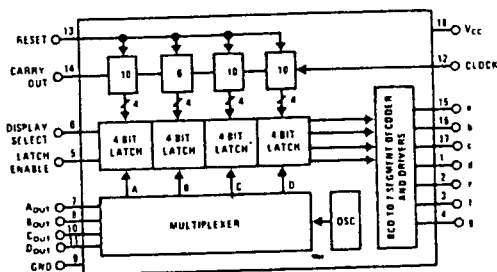 RESET 13
CARRY OUT 14
10 6 10 10
4 4 4 4
DISPLAY SELECT 6
LATCH ENABLE 5
4 BIT LATCH
4 BIT LATCH
4 BIT LATCH
4 BIT LATCH
A B C D
AOUT 7
BOUT 8
COUT 10
DOUT 11
GND 9
MULTIPLEXER
OSC
BCD TO 7 SEGMENT DECODER AND DRIVERS
18 VCC
12 CLOCK
15 a
16 b
17 c
1 d
2 e
3 f
4 g